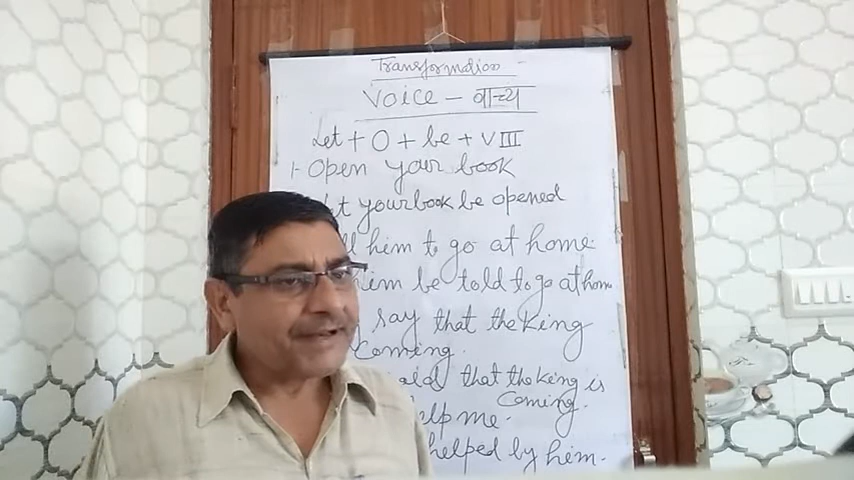 Transformation
Voice - वाच्य
Let + O + be + V III
1- Open your book
your book be opened
him to go at home.
him be told to go at home
say that the King
coming.
that the King is
coming.
me.
helped by him.